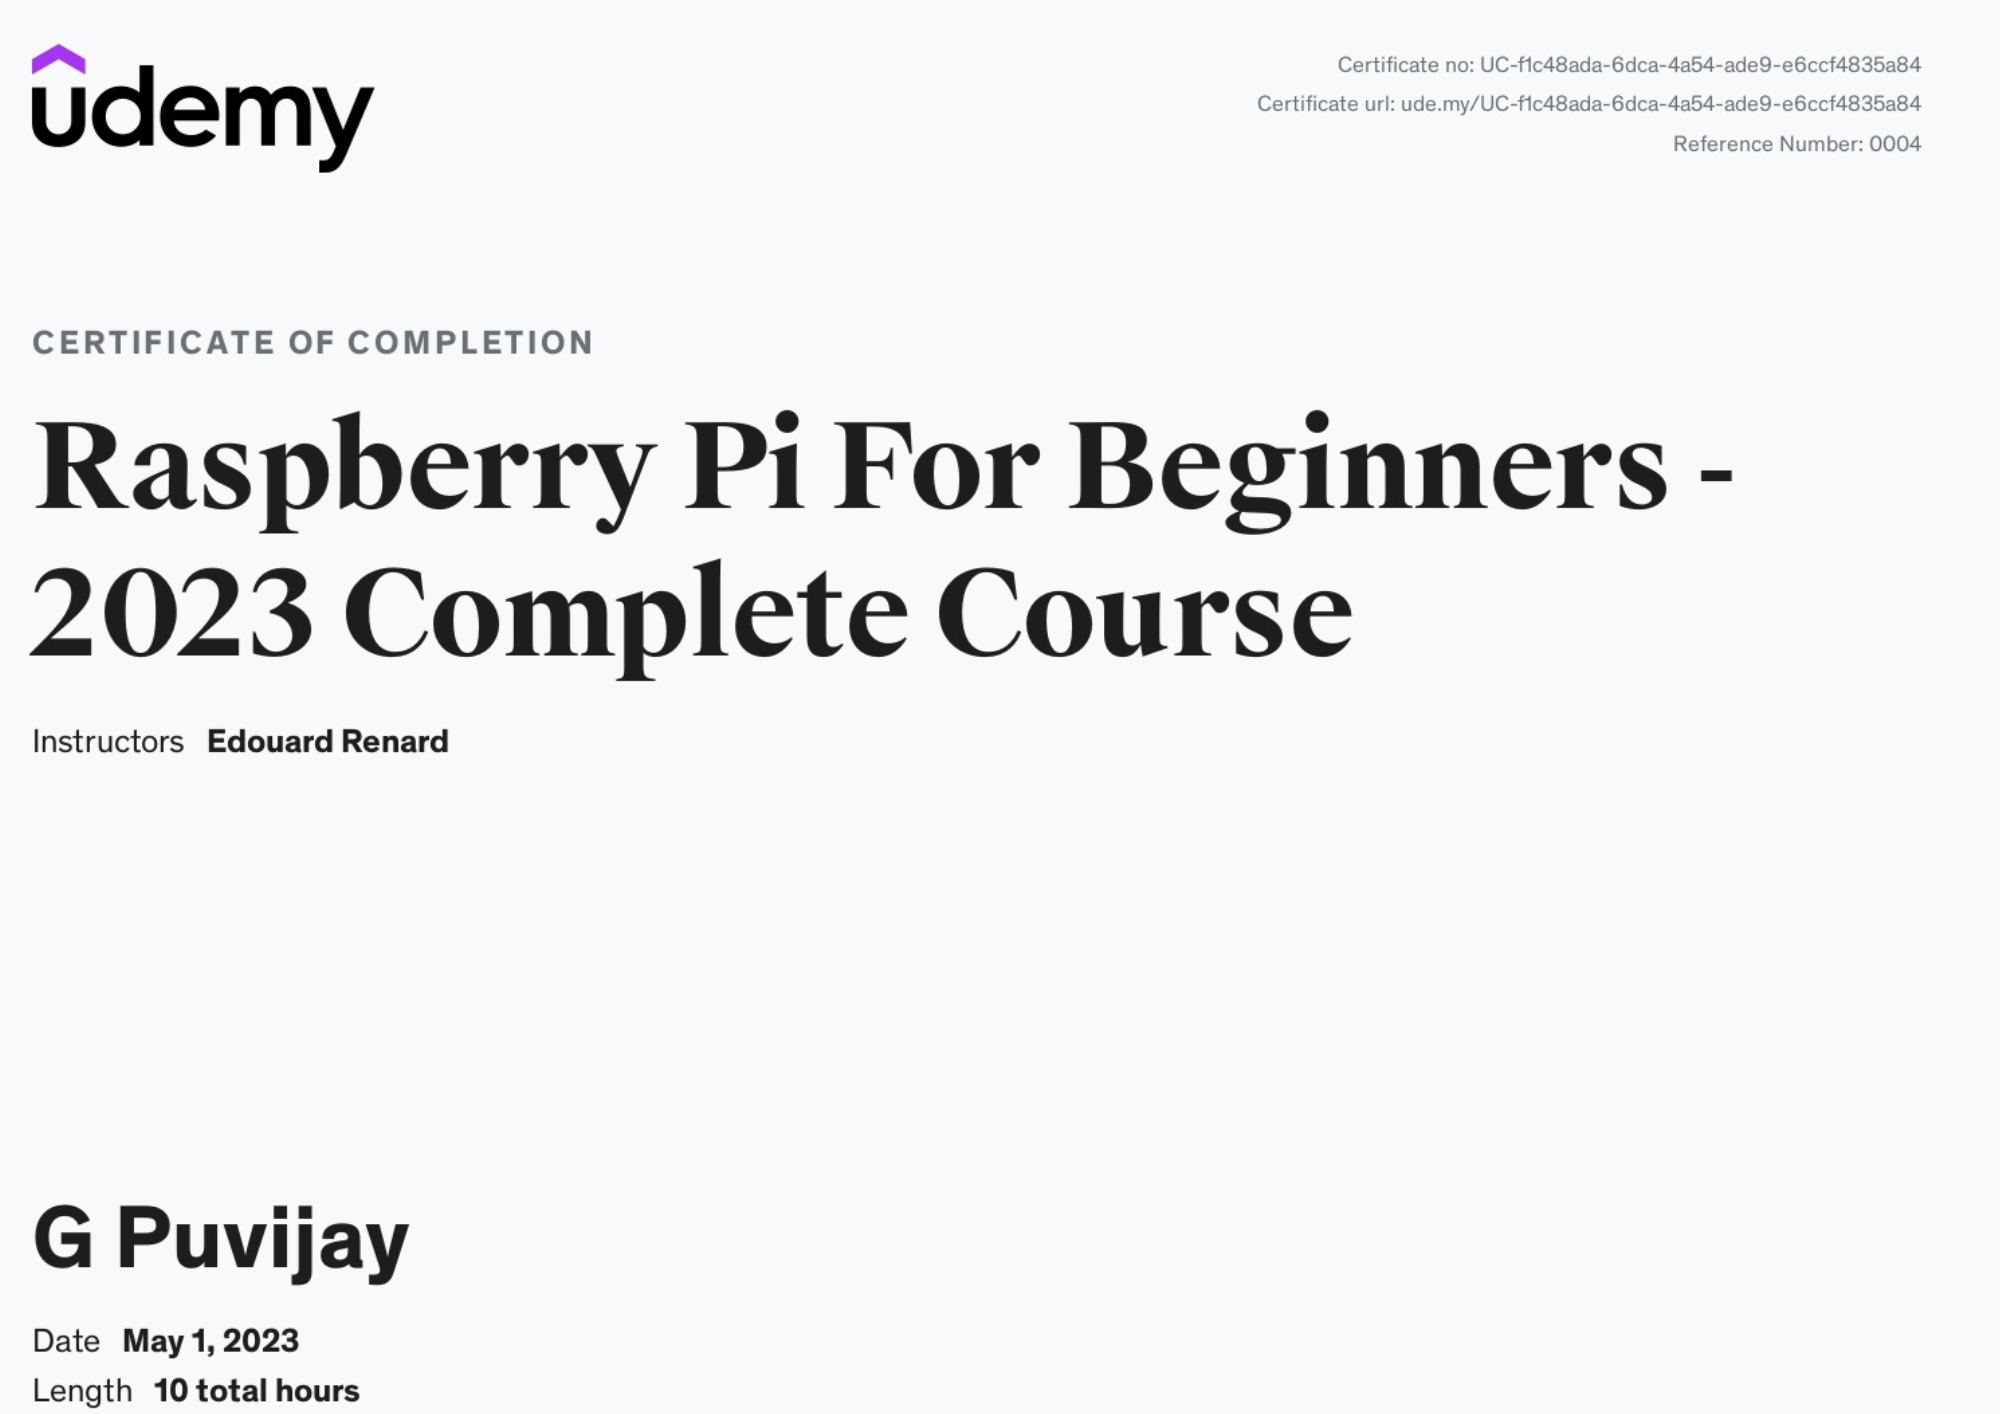 udemy
Certificate no: UC-f1c48ada-6dca-4a54-ade9-e6ccf4835a84
Certificate url: ude.my/UC-f1c48ada-6dca-4a54-ade9-e6ccf4835a84
Reference Number: 0004
CERTIFICATE OF COMPLETION
Raspberry Pi For Beginners -
2023 Complete Course
Instructors Edouard Renard
G Puvijay
Date May 1, 2023
Length 10 total hours